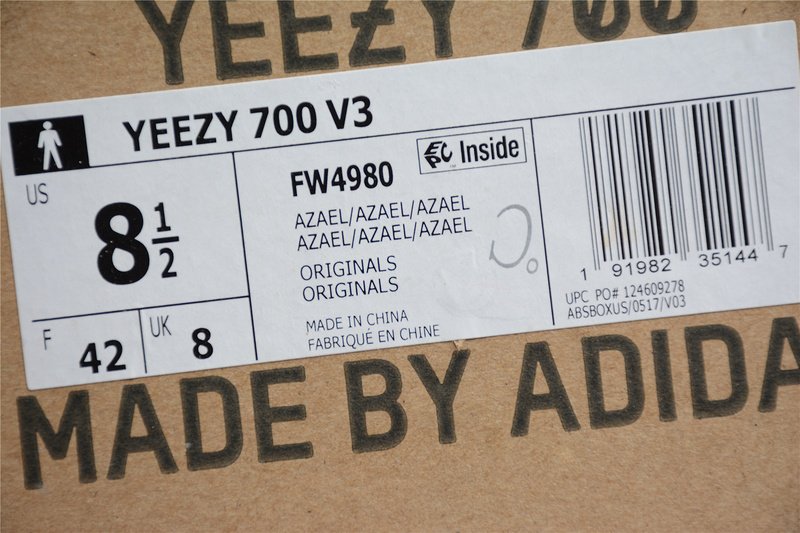 YEEZY 700
YEEZY 700 V3
US
8 1/2
F
42
UK
8
EPC Inside
FW4980
AZAEL/AZAEL/AZAEL
AZAEL/AZAEL/AZAEL
ORIGINALS
ORIGINALS
MADE IN CHINA
FABRIQUÉ EN CHINE
1 91982 35144 7
UPC PO# 124609278
ABSBOXUS/0517/V03
MADE BY ADIDA